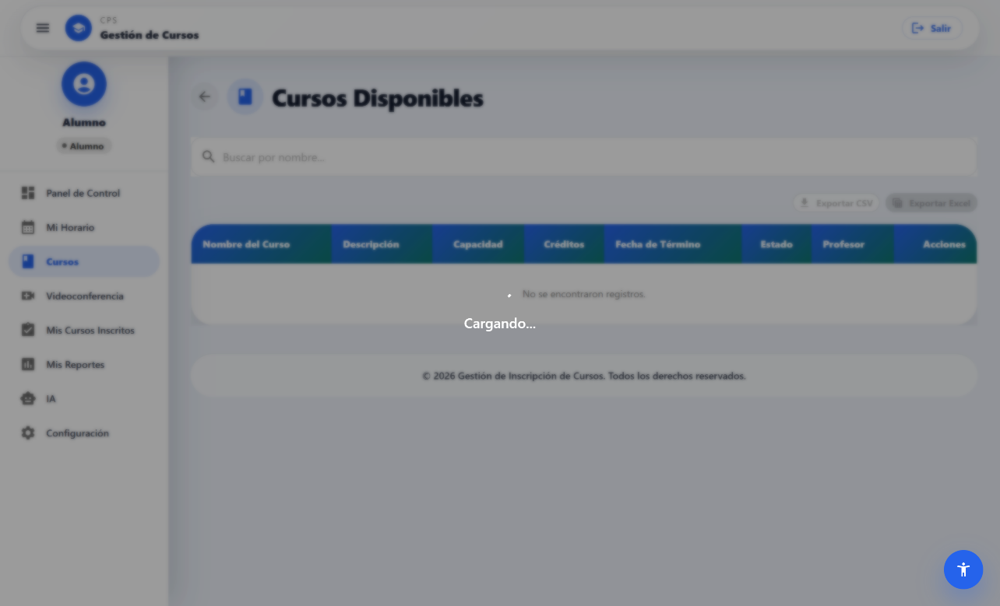 CPS
Gestión de Cursos
Salir
Alumno
Alumno
Panel de Control
Mi Horario
Cursos
Videoconferencia
Mis Cursos Inscritos
Mis Reportes
IA
Configuración
Cursos Disponibles
Buscar por nombre...
Exportar CSV Exportar Excel
Nombre del Curso Descripción Capacidad Créditos Fecha de Término Estado Profesor Acciones
No se encontraron registros.
Cargando...
© 2026 Gestión de Inscripción de Cursos. Todos los derechos reservados.